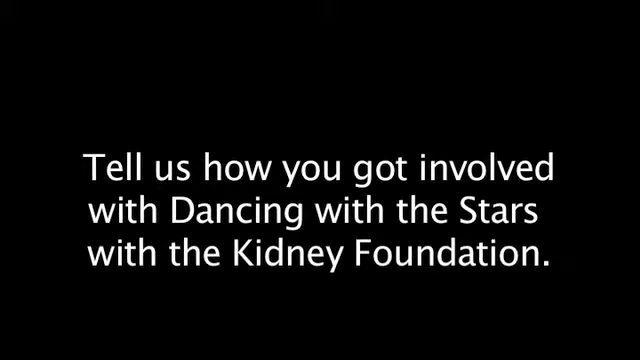 Tell us how you got involved
with Dancing with the Stars
with the Kidney Foundation.